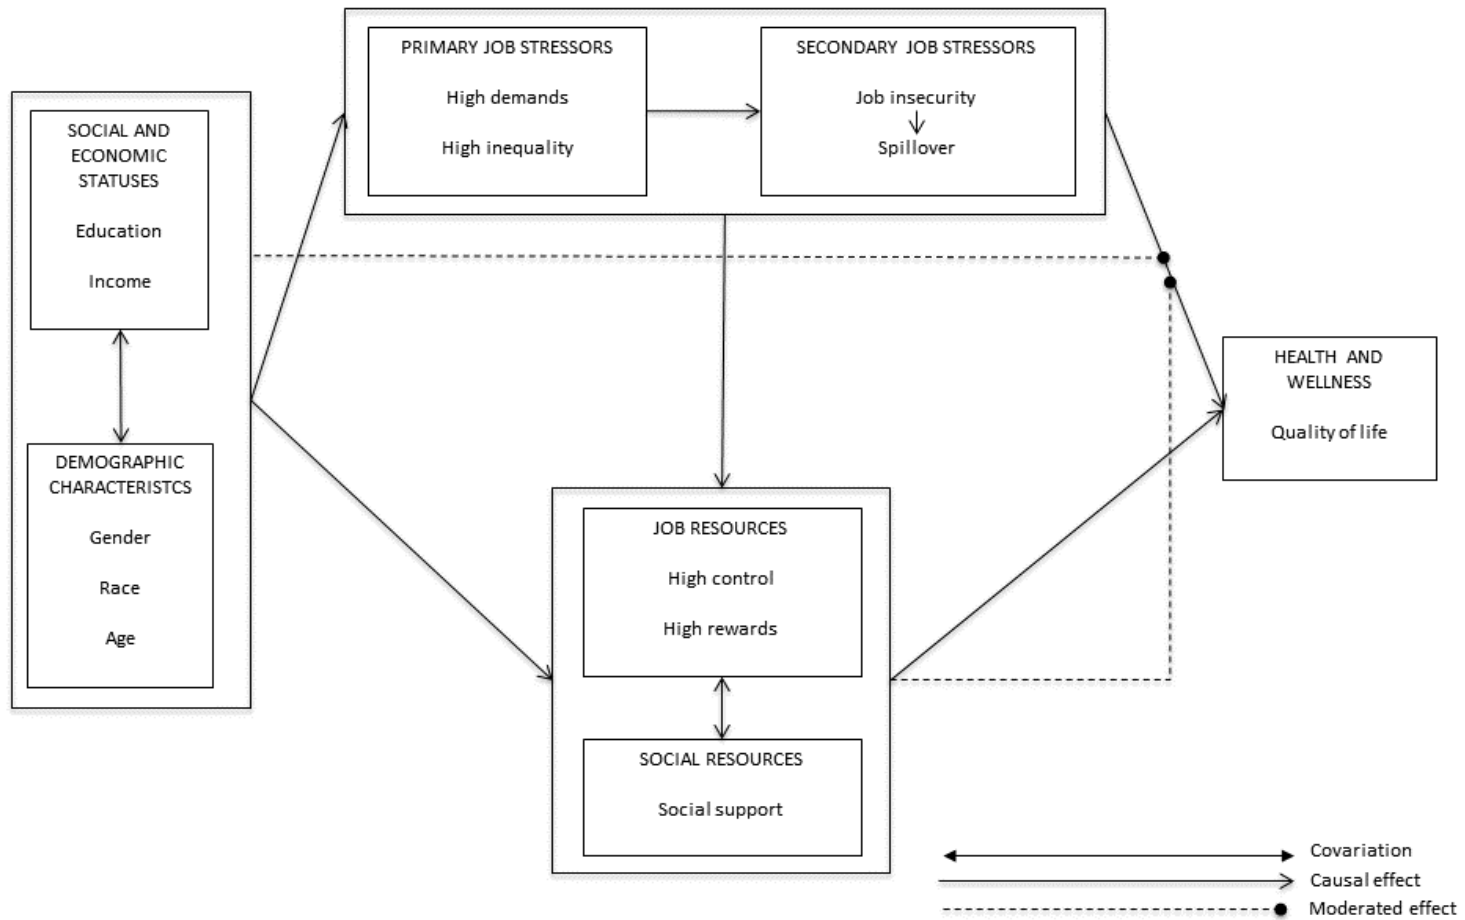 PRIMARY JOB STRESSORS
High demands
High inequality
SECONDARY JOB STRESSORS
Job insecurity
Spillover
SOCIAL AND
ECONOMIC
STATUSES
Education
Income
DEMOGRAPHIC
CHARACTERISTCS
Gender
Race
Age
JOB RESOURCES
High control
High rewards
SOCIAL RESOURCES
Social support
HEALTH AND
WELLNESS
Quality of life
Covariation
Causal effect
Moderated effect